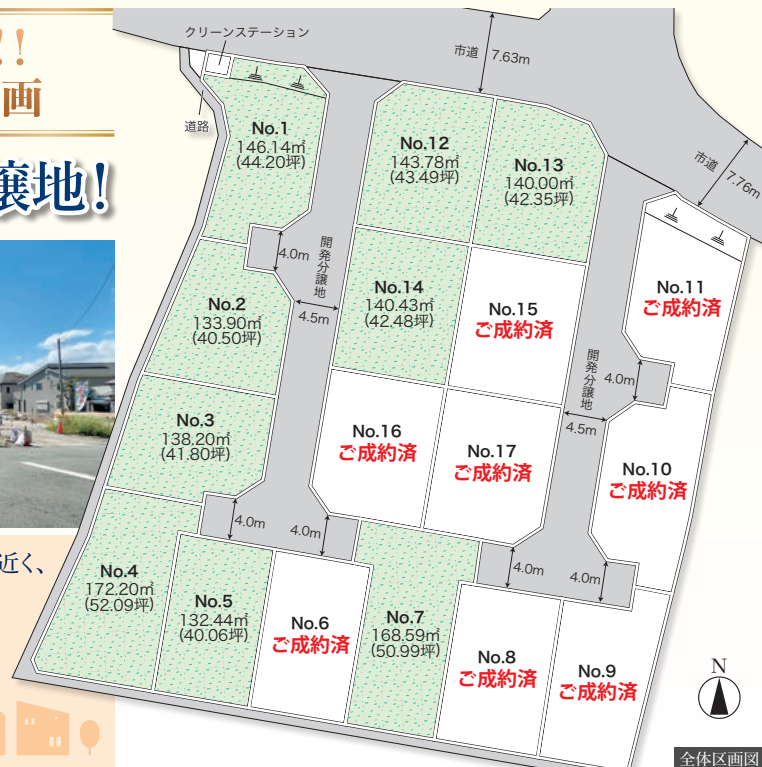 !!
画
譲地!
近く、
クリーンステーション
道路
市道 7.63m
市道 7.76m
No.1
146.14㎡
(44.20坪)
4.0m
開発分譲地
4.5m
No.2
133.90㎡
(40.50坪)
No.3
138.20㎡
(41.80坪)
4.0m
4.0m
No.4
172.20㎡
(52.09坪)
No.5
132.44㎡
(40.06坪)
No.6
ご成約済
No.7
168.59㎡
(50.99坪)
No.8
ご成約済
No.9
ご成約済
4.0m
4.0m
No.10
ご成約済
No.11
ご成約済
4.0m
開発分譲地
4.5m
No.12
143.78㎡
(43.49坪)
No.13
140.00㎡
(42.35坪)
No.14
140.43㎡
(42.48坪)
No.15
ご成約済
No.16
ご成約済
No.17
ご成約済
N
全体区画図